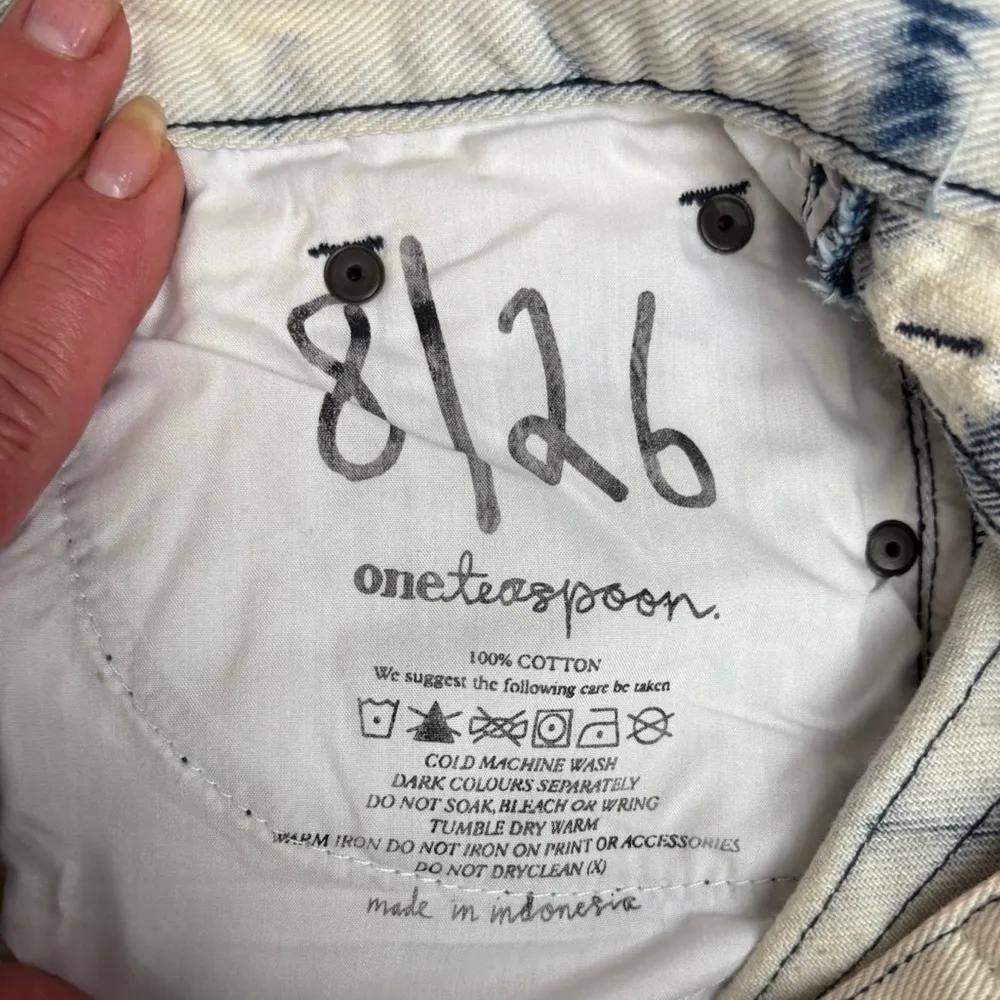 8/26
oneteaspoon.
100% COTTON
We suggest the following care be taken
COLD MACHINE WASH
DARK COLOURS SEPARATELY
DO NOT SOAK, BLEACH OR WRING
TUMBLE DRY WARM
WARM IRON DO NOT IRON ON PRINT OR ACCESSORIES
DO NOT DRYCLEAN (X)
made in indonesia